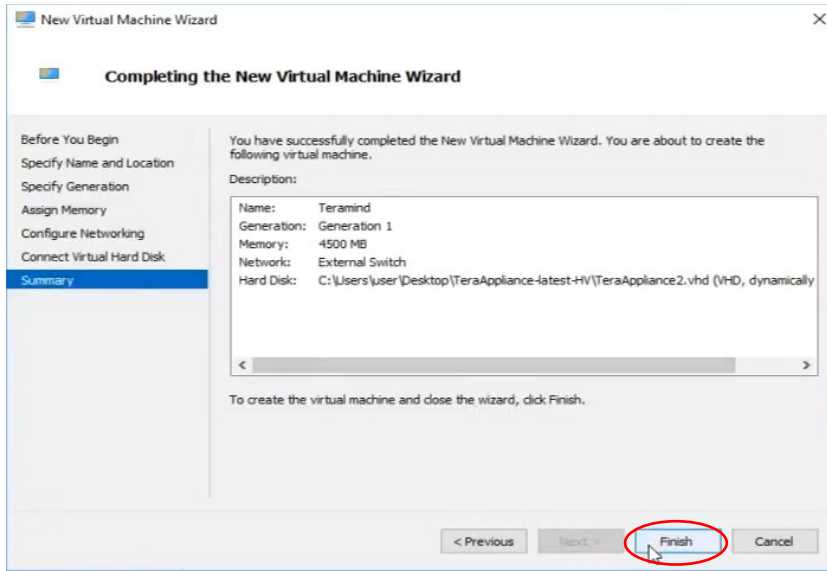 New Virtual Machine Wizard
Completing the New Virtual Machine Wizard
Before You Begin
Specify Name and Location
Specify Generation
Assign Memory
Configure Networking
Connect Virtual Hard Disk
Summary
You have successfully completed the New Virtual Machine Wizard. You are about to create the
following virtual machine.
Description:
Name: Teramind
Generation: Generation 1
Memory: 4500 MB
Network: External Switch
Hard Disk: C:\Users\user\Desktop\TeraAppliance-latest-HV\TeraAppliance2.vhd (VHD, dynamically
To create the virtual machine and close the wizard, click Finish.
< Previous
Next >
Finish
Cancel